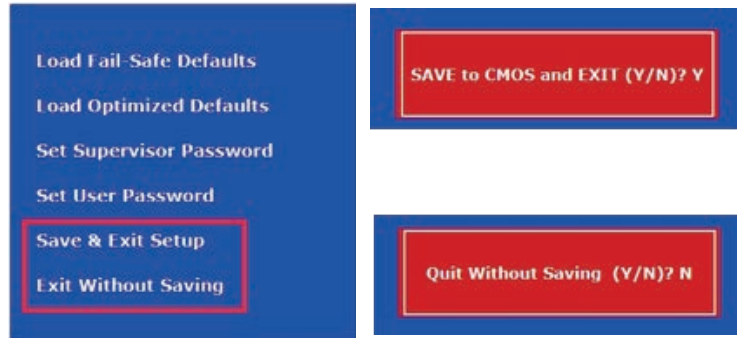 Load Fail-Safe Defaults
Load Optimized Defaults
Set Supervisor Password
Set User Password
Save & Exit Setup
Exit Without Saving
SAVE to CMOS and EXIT (Y/N)? Y
Quit Without Saving (Y/N)? N